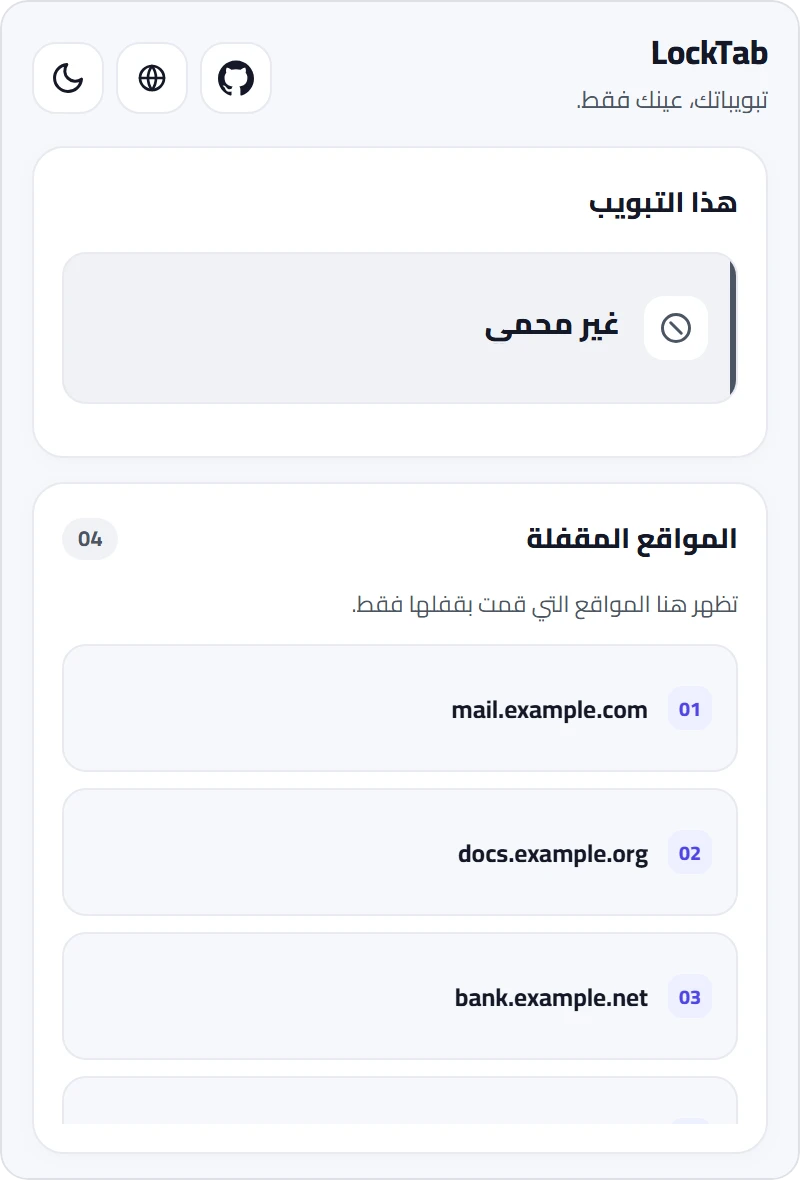 LockTab
تبويباتك، عينك فقط.
هذا التبويب
غير محمي
المواقع المقفلة
04
تظهر هنا المواقع التي قمت بقفلها فقط.
01
mail.example.com
02
docs.example.org
03
bank.example.net